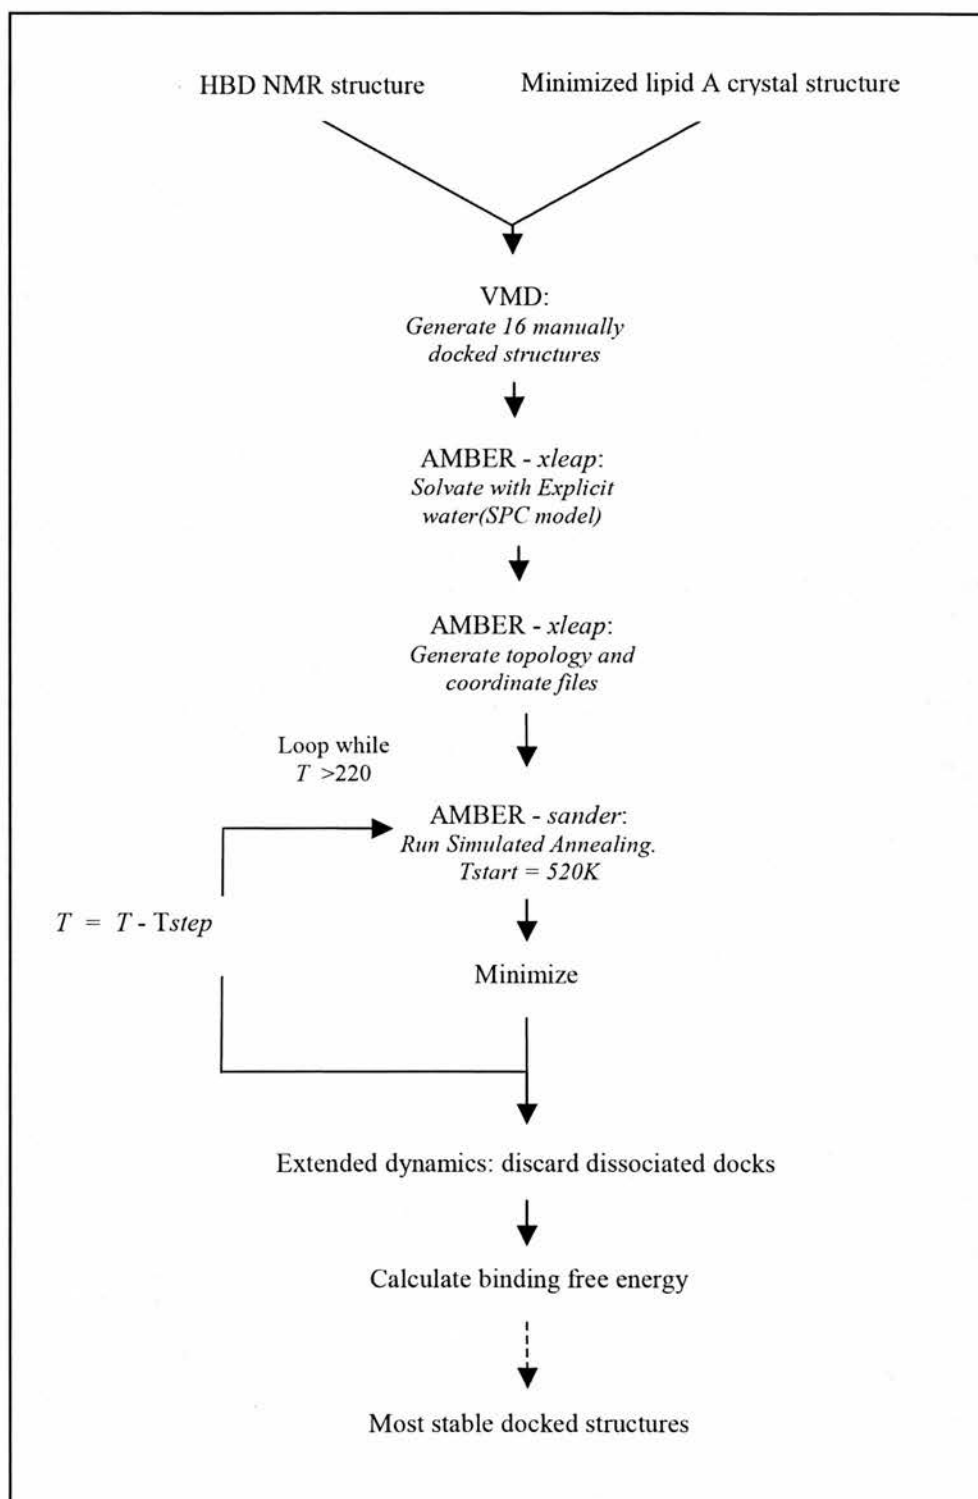 HBD NMR structure
Minimized lipid A crystal structure
VMD:
Generate 16 manually
docked structures
AMBER - xleap:
Solvate with Explicit
water(SPC model)
AMBER - xleap:
Generate topology and
coordinate files
Loop while
T >220
AMBER - sander:
Run Simulated Annealing.
Tstart = 520K
T = T - Tstep
Minimize
Extended dynamics: discard dissociated docks
Calculate binding free energy
Most stable docked structures